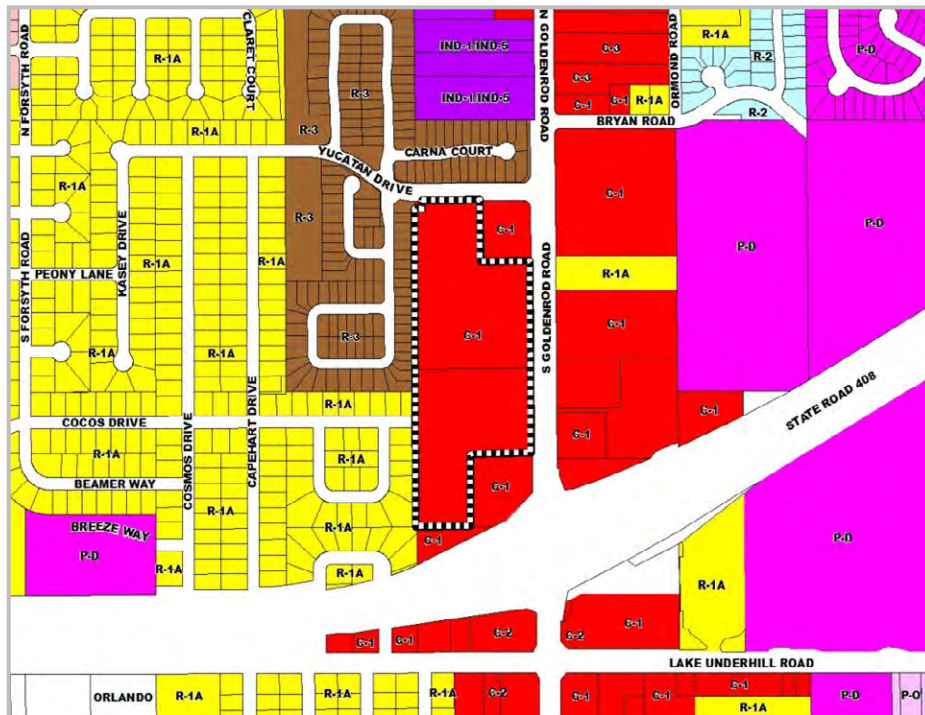 N FORSYTH ROAD
R-1A
CLARET COURT
R-3
IND-1/IND-5
IND-1/IND-5
N GOLDENROD ROAD
C-3
C-3
C-1
C-1
R-1A
ORMOND ROAD
R-1A
R-2
P-D
R-2
BRYAN ROAD
R-1A
R-3
YUCATAN DRIVE
CARNA COURT
R-1A
R-3
C-1
C-1
P-D
P-D
S FORSYTH ROAD
PEONY LANE
KASEY DRIVE
R-1A
R-1A
R-1A
R-1A
R-1A
R-3
C-1
S GOLDENROD ROAD
R-1A
C-1
COCOS DRIVE
R-1A
C-1
STATE ROAD 408
R-1A
COSMOS DRIVE
CAPEHART DRIVE
R-1A
C-1
C-1
BEAMER WAY
R-1A
R-1A
BREEZE WAY
P-D
C-1
P-D
R-1A
R-1A
R-1A
C-1
C-1
C-2
C-2
C-1
LAKE UNDERHILL ROAD
ORLANDO
R-1A
R-1A
R-1A
C-2
C-1
C-1
C-1
R-1A
P-D
P-O